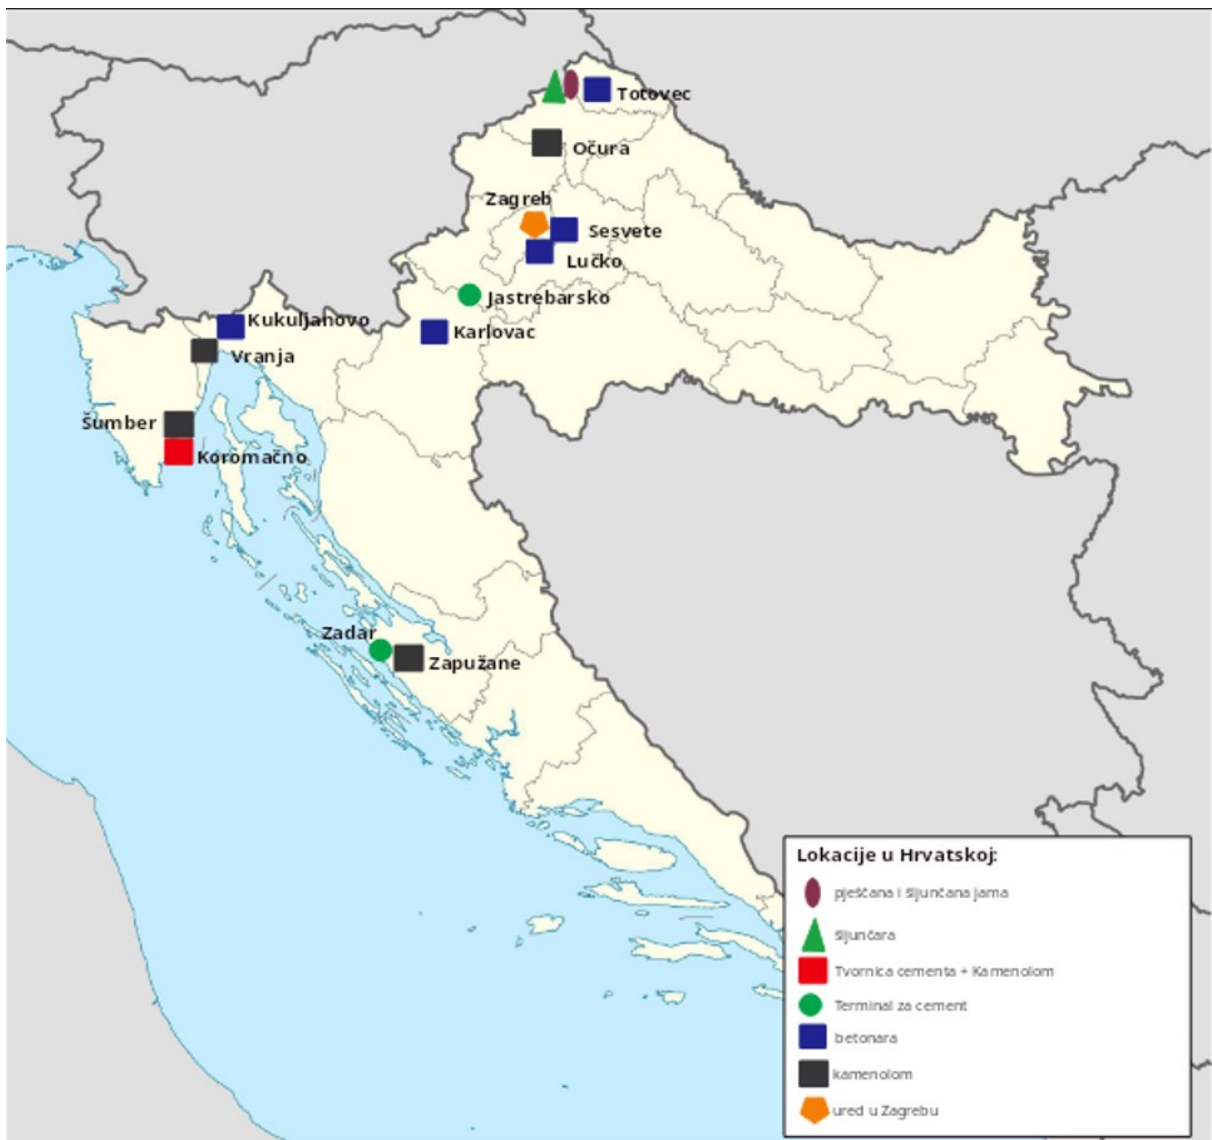 Totovec
Očura
Zagreb
Sesvete
Lučko
Jastrebarsko
Kukuljanovo
Karlovac
Vranja
Šumber
Koromačno
Zadar
Zapužane
Lokacije u Hrvatskoj:
pješčana i šljunčana jama
šljunčara
Tvornica cementa + Kamenolom
Terminal za cement
betonara
kamenolom
ured u Zagrebu